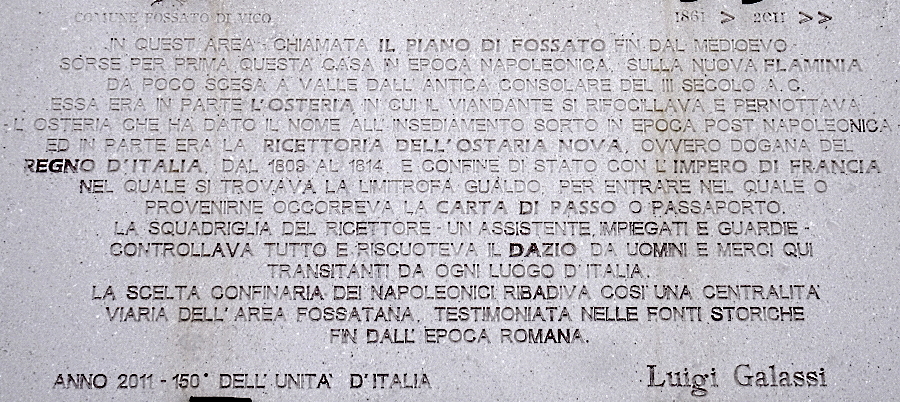 COMUNE FOSSATO DI VICO 1861 > 2011 >>
IN QUEST'AREA - CHIAMATA IL PIANO DI FOSSATO FIN DAL MEDIOEVO -
SORSE PER PRIMA QUESTA CASA IN EPOCA NAPOLEONICA, SULLA NUOVA FLAMINIA
DA POCO SCESA A VALLE DALL'ANTICA CONSOLARE DEL III SECOLO A.C.
ESSA ERA IN PARTE L'OSTERIA IN CUI IL VIANDANTE SI RIFOCILLAVA E PERNOTTAVA
- L'OSTERIA CHE HA DATO IL NOME ALL'INSEDIAMENTO SORTO IN EPOCA POST NAPOLEONICA -
ED IN PARTE ERA LA RICETTORIA DELL'OSTARIA NOVA, OVVERO DOGANA DEL
REGNO D'ITALIA, DAL 1809 AL 1814, E CONFINE DI STATO CON L'IMPERO DI FRANCIA
NEL QUALE SI TROVAVA LA LIMITROFA GUALDO; PER ENTRARE NEL QUALE O
PROVENIRNE OCCORREVA LA CARTA DI PASSO O PASSAPORTO.
LA SQUADRIGLIA DEL RICETTORE - UN ASSISTENTE, IMPIEGATI E GUARDIE -
CONTROLLAVA TUTTO E RISCUOTEVA IL DAZIO DA UOMINI E MERCI QUI
TRANSITANTI DA OGNI LUOGO D'ITALIA.
LA SCELTA CONFINARIA DEI NAPOLEONICI RIBADIVA COSI' UNA CENTRALITA'
VIARIA DELL'AREA FOSSATANA, TESTIMONIATA NELLE FONTI STORICHE
FIN DALL'EPOCA ROMANA.
ANNO 2011 - 150° DELL'UNITA' D'ITALIA Luigi Galassi